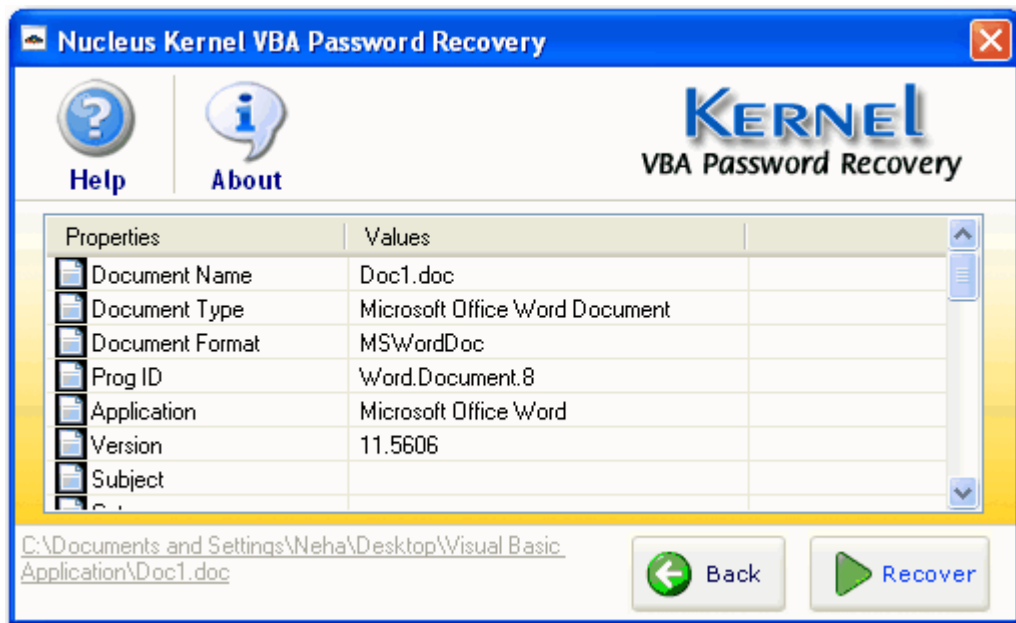 Nucleus Kernel VBA Password Recovery
Help
About
KERNEL
VBA Password Recovery
Properties Values
Document Name Doc1.doc
Document Type Microsoft Office Word Document
Document Format MSWordDoc
Prog ID Word.Document.8
Application Microsoft Office Word
Version 11.5606
Subject
C:\Documents and Settings\Neha\Desktop\Visual Basic
Application\Doc1.doc
Back
Recover